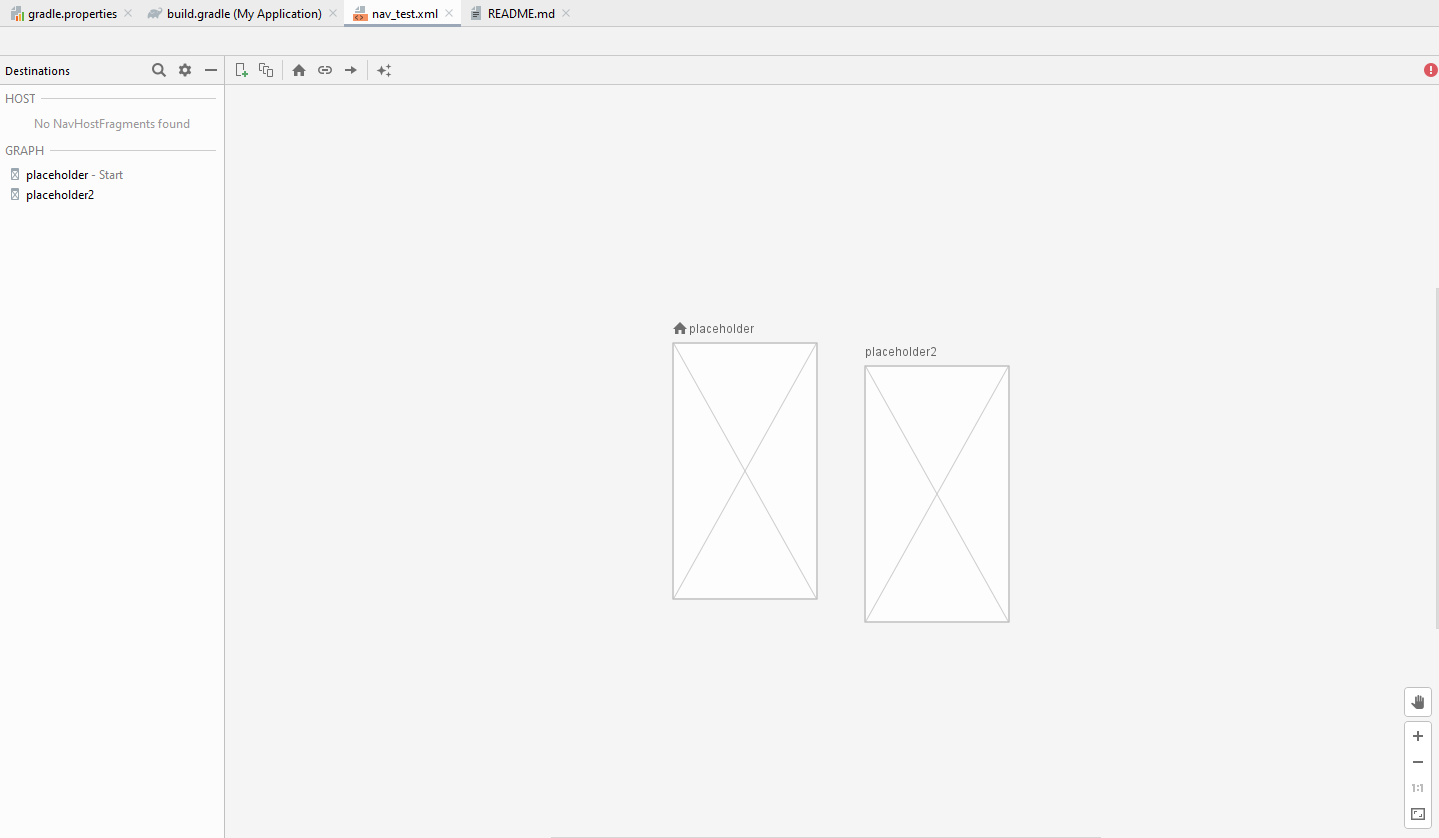 gradle.properties build.gradle (My Application) nav_test.xml README.md
Destinations
HOST
No NavHostFragments found
GRAPH
placeholder - Start
placeholder2
placeholder
placeholder2
1:1